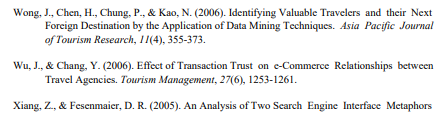 Wong, J., Chen, H., Chung, P., & Kao, N. (2006). Identifying Valuable Travelers and their Next
Foreign Destination by the Application of Data Mining Techniques. Asia Pacific Journal
of Tourism Research, 11(4), 355-373.
Wu, J., & Chang, Y. (2006). Effect of Transaction Trust on e-Commerce Relationships between
Travel Agencies. Tourism Management, 27(6), 1253-1261.
Xiang, Z., & Fesenmaier, D. R. (2005). An Analysis of Two Search Engine Interface Metaphors